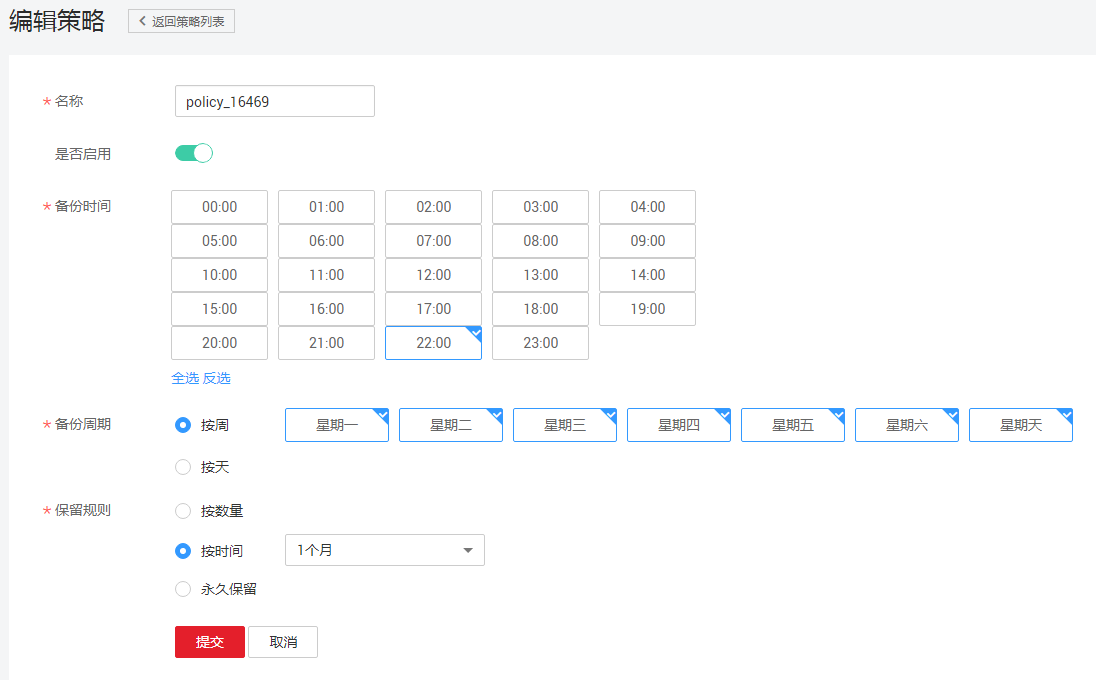 编辑策略 返回策略列表
* 名称 policy_16469
是否启用
* 备份时间 00:00 01:00 02:00 03:00 04:00
05:00 06:00 07:00 08:00 09:00
10:00 11:00 12:00 13:00 14:00
15:00 16:00 17:00 18:00 19:00
20:00 21:00 22:00 23:00
全选 反选
* 备份周期 按周 星期一 星期二 星期三 星期四 星期五 星期六 星期天
按天
* 保留规则 按数量
按时间 1个月
永久保留
提交 取消